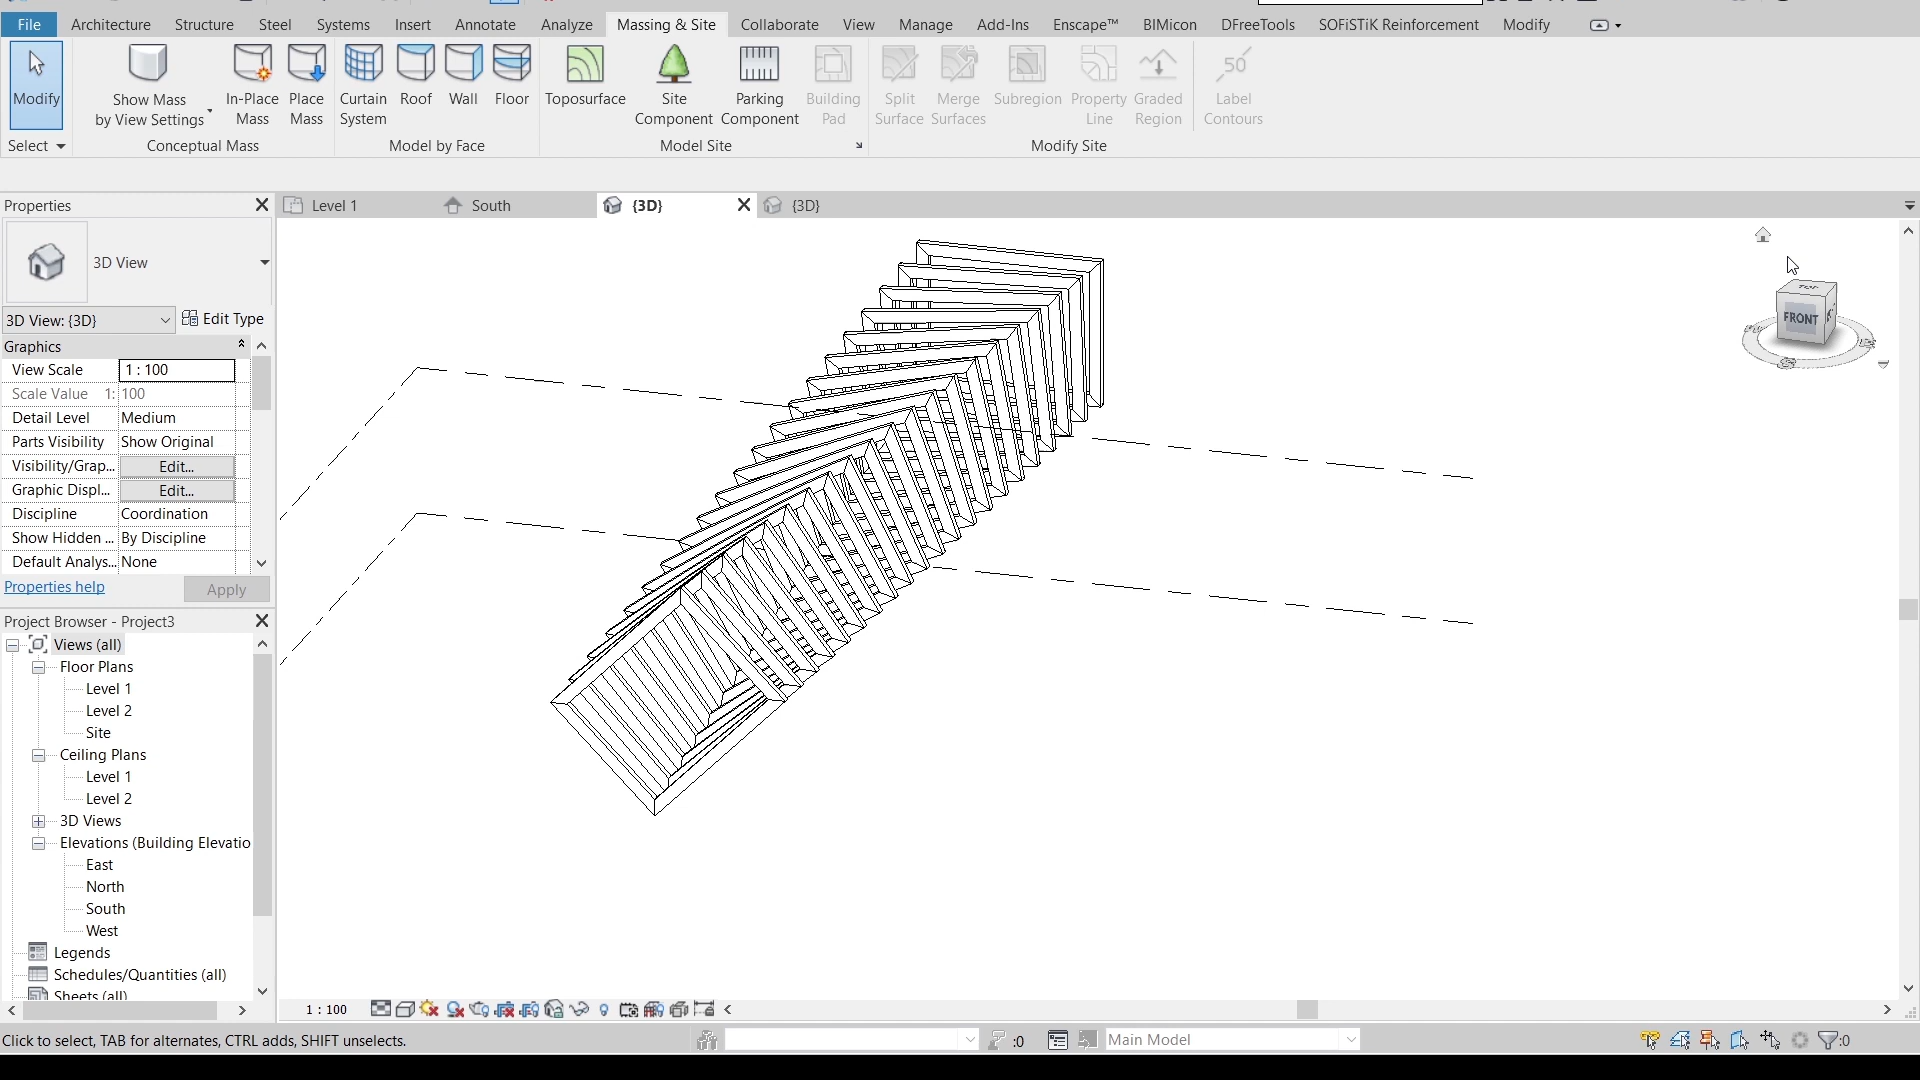 File Architecture Structure Steel Systems Insert Annotate Analyze Massing & Site Collaborate View Manage Add-Ins Enscape™ BIMicon DFreeTools SOFiSTiK Reinforcement Modify
Modify
Show Mass
by View Settings
In-Place
Mass
Place
Mass
Curtain
System
Roof
Wall
Floor
Toposurface
Site
Component
Parking
Component
Building
Pad
Split
Surface
Merge
Surfaces
Subregion
Property
Line
Graded
Region
50
Label
Contours
Select
Conceptual Mass
Model by Face
Model Site
Modify Site
Properties
Level 1
South
{3D}
{3D}
3D View
3D View: {3D}
Edit Type
Graphics
View Scale 1 : 100
Scale Value 1: 100
Detail Level Medium
Parts Visibility Show Original
Visibility/Grap... Edit...
Graphic Displ... Edit...
Discipline Coordination
Show Hidden ... By Discipline
Default Analys... None
Properties help
Apply
TOP
FRONT
Project Browser - Project3
Views (all)
Floor Plans
Level 1
Level 2
Site
Ceiling Plans
Level 1
Level 2
3D Views
Elevations (Building Elevatio
East
North
South
West
Legends
Schedules/Quantities (all)
Sheets (all)
1 : 100
Click to select, TAB for alternates, CTRL adds, SHIFT unselects.
:0
Main Model
:0